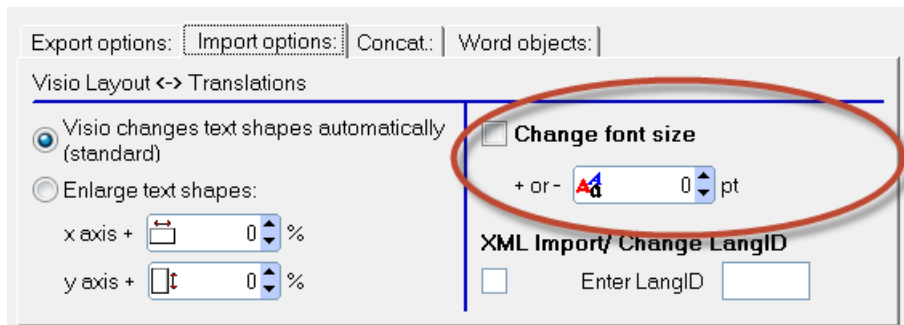 Export options: Import options: Concat.: Word objects:
Visio Layout <-> Translations
Visio changes text shapes automatically
(standard)
Enlarge text shapes:
x axis + 0 %
y axis + 0 %
Change font size
+ or - 0 pt
XML Import/ Change LangID
Enter LangID